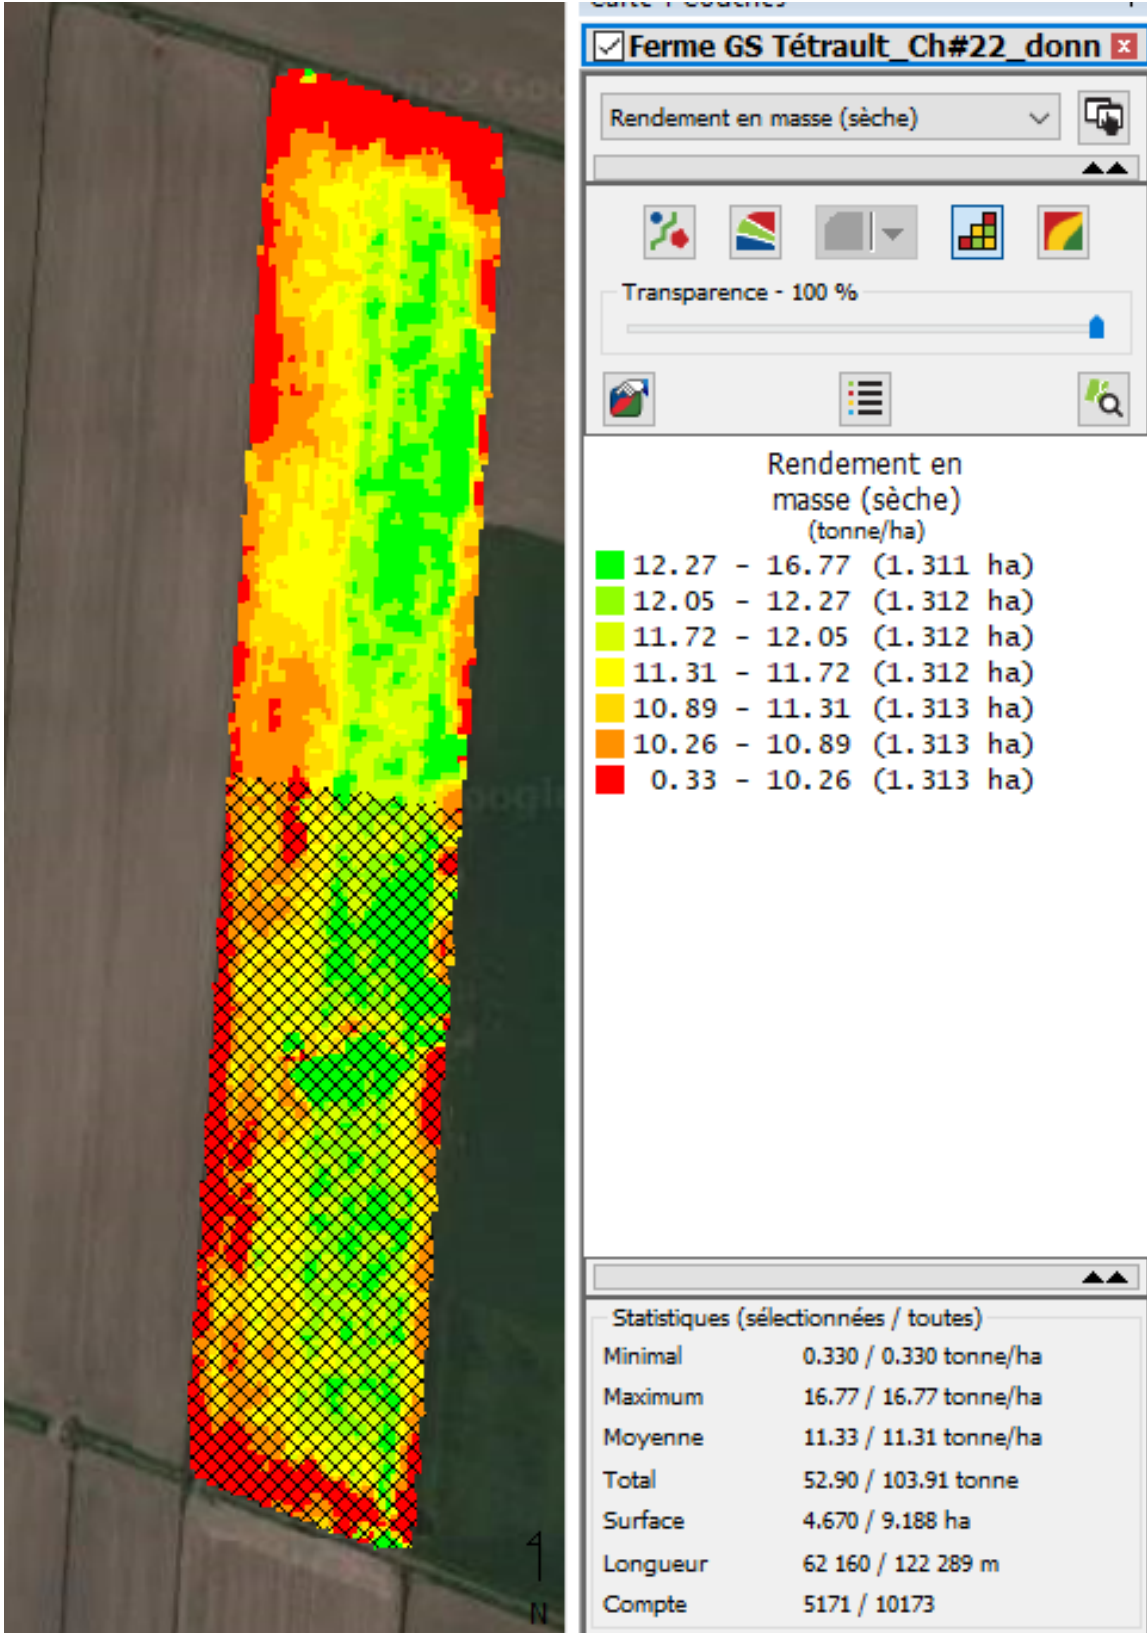 Carte : Couches
Ferme GS Tétrault_Ch#22_donn
Rendement en masse (sèche)
Transparence - 100 %
Rendement en
masse (sèche)
(tonne/ha)
12.27 - 16.77 (1.311 ha)
12.05 - 12.27 (1.312 ha)
11.72 - 12.05 (1.312 ha)
11.31 - 11.72 (1.312 ha)
10.89 - 11.31 (1.313 ha)
10.26 - 10.89 (1.313 ha)
0.33 - 10.26 (1.313 ha)
N
Statistiques (sélectionnées / toutes)
Minimal 0.330 / 0.330 tonne/ha
Maximum 16.77 / 16.77 tonne/ha
Moyenne 11.33 / 11.31 tonne/ha
Total 52.90 / 103.91 tonne
Surface 4.670 / 9.188 ha
Longueur 62 160 / 122 289 m
Compte 5171 / 10173